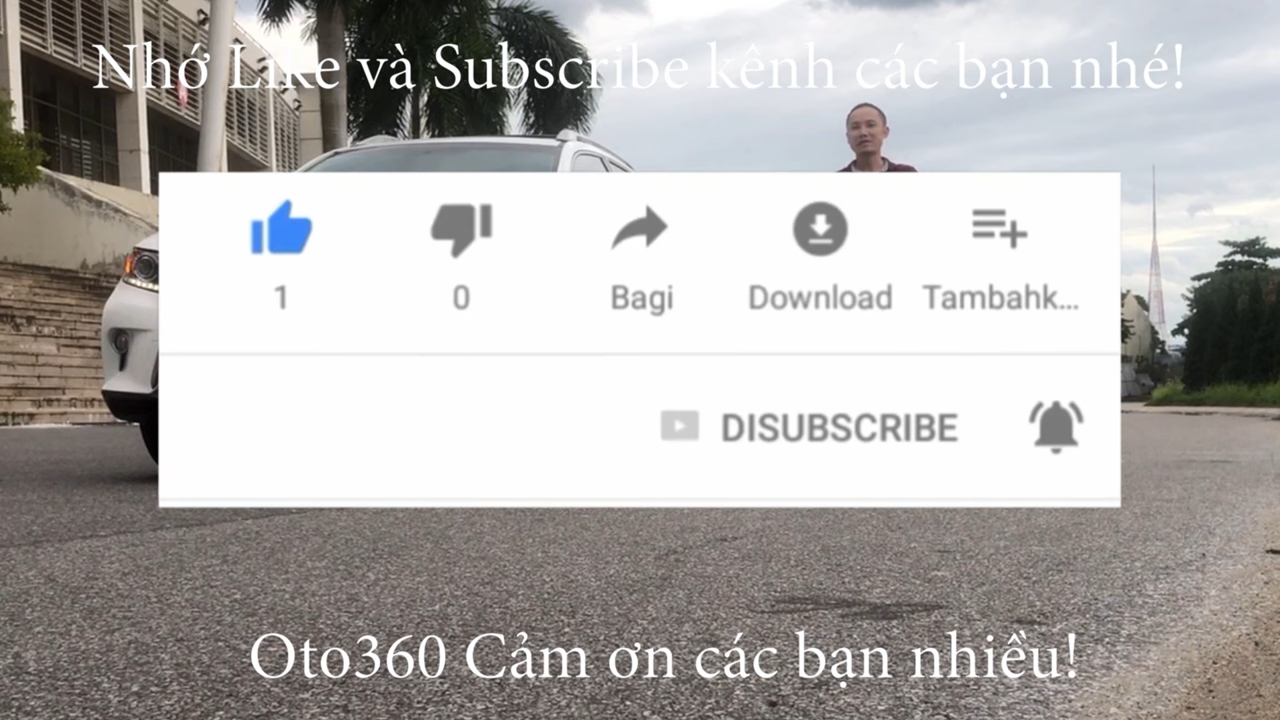 Nhớ Like và Subscribe kênh các bạn nhé!
1
0
Bagi
Download
Tambahk...
DISUBSCRIBE
Oto360 Cảm ơn các bạn nhiều!